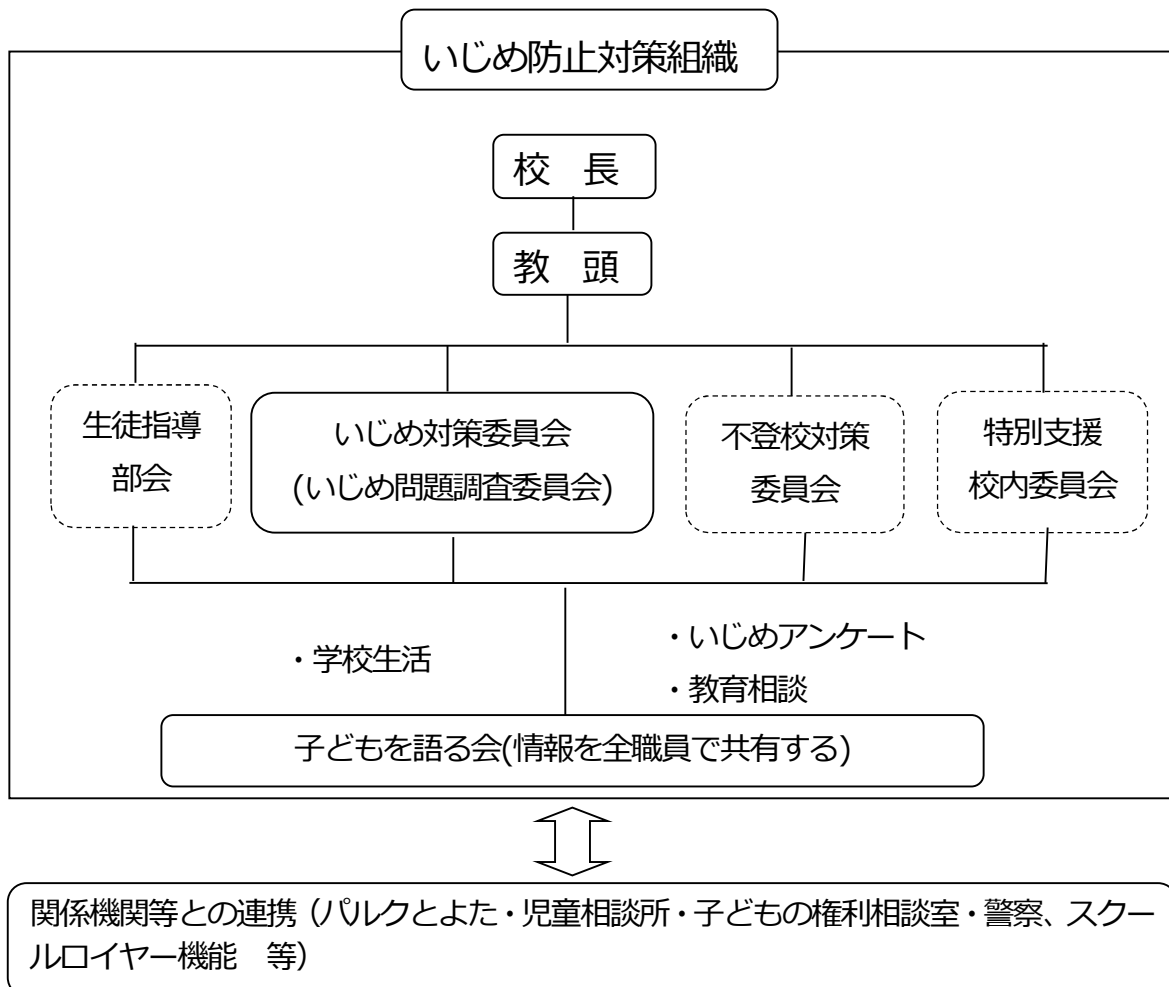 いじめ防止対策組織
校　長
教　頭
生徒指導
部会
いじめ対策委員会
(いじめ問題調査委員会)
不登校対策
委員会
特別支援
校内委員会
・学校生活
・いじめアンケート
・教育相談
子どもを語る会(情報を全職員で共有する)
関係機関等との連携（パルクとよた・児童相談所・子どもの権利相談室・警察、スクー
ルロイヤー機能　等）